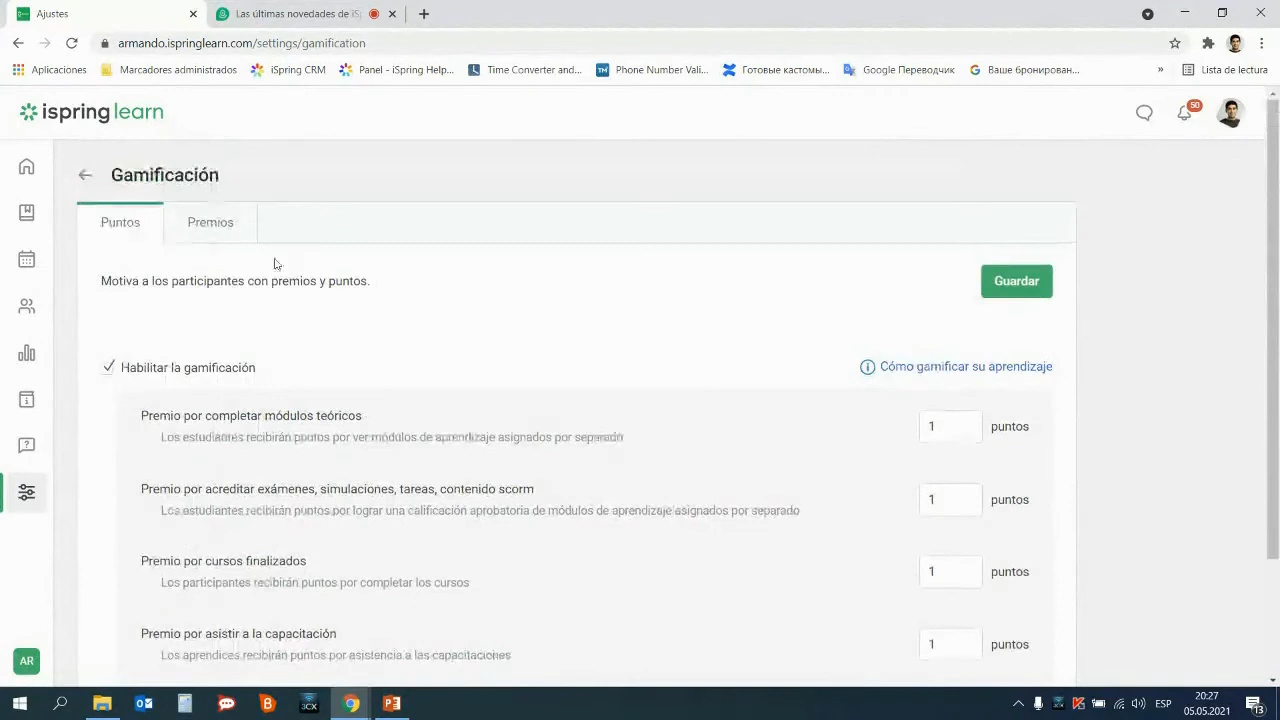 Ajustes
Las últimas novedades de iS
armando.ispringlearn.com/settings/gamification
Aplicaciones
Marcadores administrados
iSpring CRM
Panel - iSpring Help...
Time Converter and...
TM
Phone Number Vali...
Готовые кастомы...
Google Переводчик
Ваше бронирован...
»
Lista de lectura
ispring learn
50
Gamificación
Puntos
Premios
Motiva a los participantes con premios y puntos.
Guardar
Habilitar la gamificación
Cómo gamificar su aprendizaje
Premio por completar módulos teóricos
Los estudiantes recibirán puntos por ver módulos de aprendizaje asignados por separado
1 puntos
Premio por acreditar exámenes, simulaciones, tareas, contenido scorm
Los estudiantes recibirán puntos por lograr una calificación aprobatoria de módulos de aprendizaje asignados por separado
1 puntos
Premio por cursos finalizados
Los participantes recibirán puntos por completar los cursos
1 puntos
Premio por asistir a la capacitación
Los aprendices recibirán puntos por asistencia a las capacitaciones
1 puntos
AR
3CX
ESP
20:27
05.05.2021